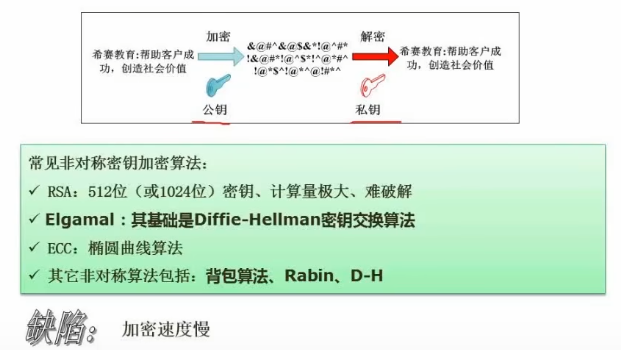 加密
解密
希赛教育:帮助客户成
功，创造社会价值
&@#^&@$&*!@^#*
!&@#*!@^$*!^@*#^
!@*$^!@*^@!#*^
希赛教育:帮助客户成
功，创造社会价值
公钥
私钥
常见非对称密钥加密算法：
✓ RSA：512位（或1024位）密钥、计算量极大、难破解
✓ Elgamal：其基础是Diffie-Hellman密钥交换算法
✓ ECC：椭圆曲线算法
✓ 其它非对称算法包括：背包算法、Rabin、D-H
缺陷： 加密速度慢